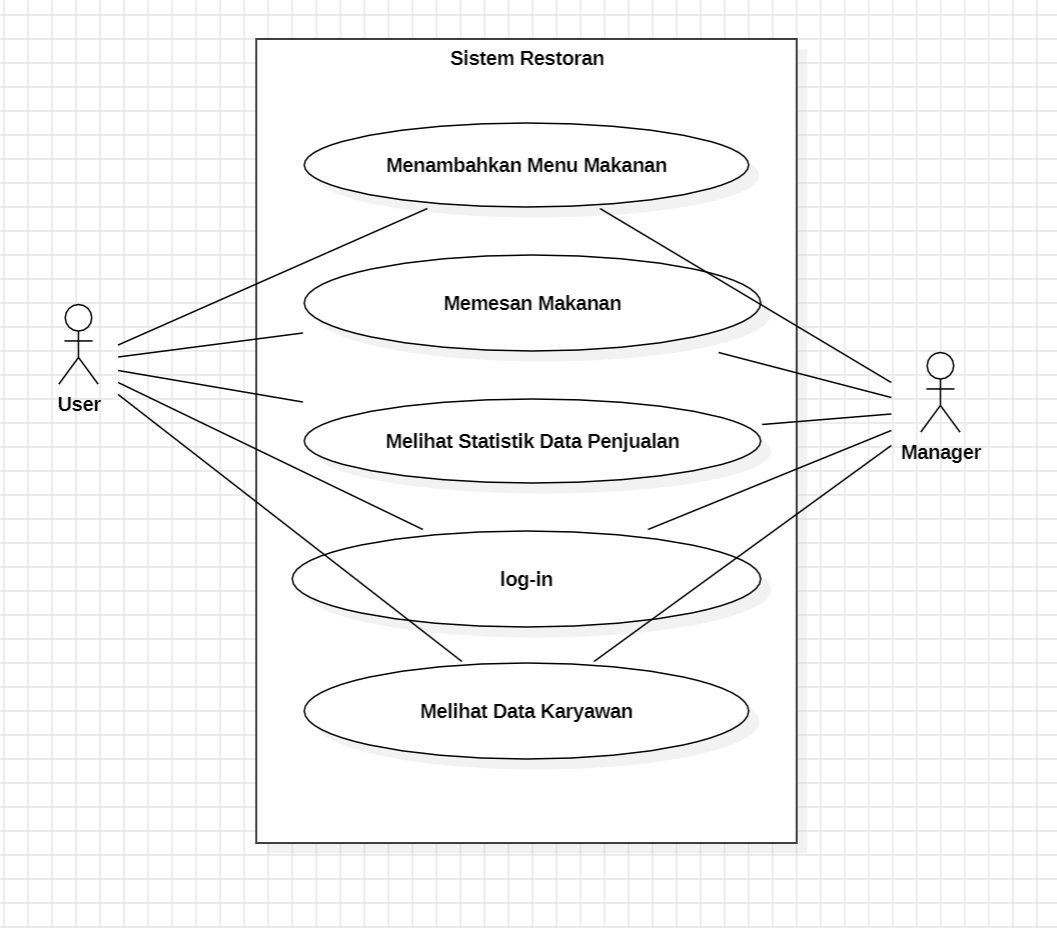 Sistem Restoran
Menambahkan Menu Makanan
Memesan Makanan
User
Melihat Statistik Data Penjualan
Manager
log-in
Melihat Data Karyawan